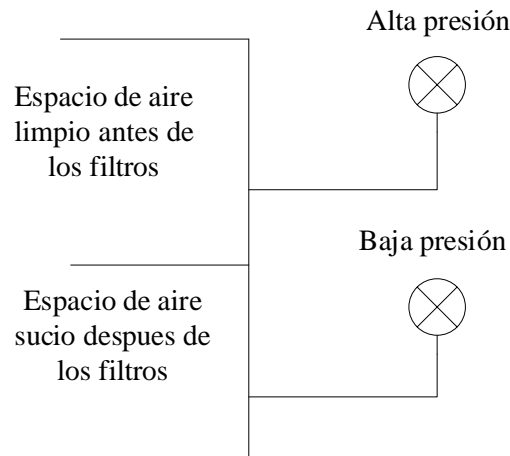 Alta presión
Espacio de aire
limpio antes de
los filtros
Baja presión
Espacio de aire
sucio despues de
los filtros